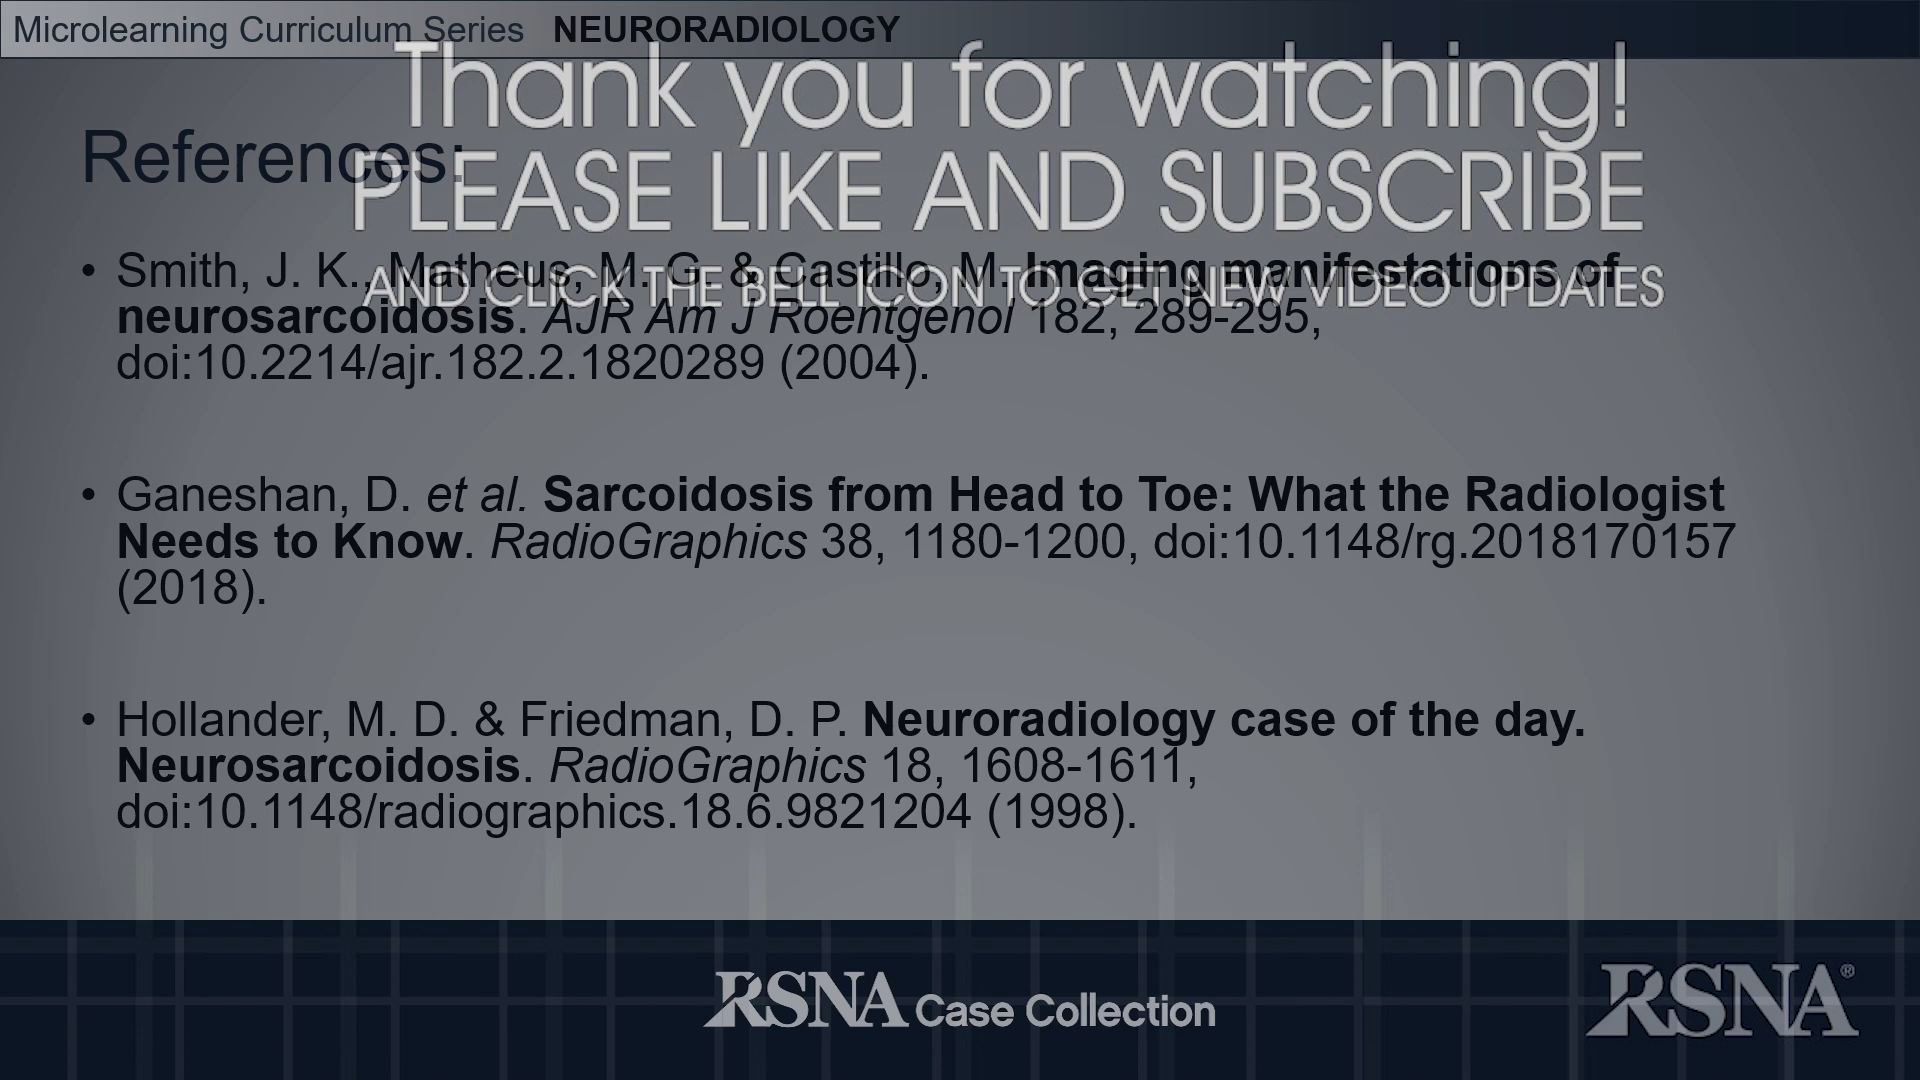 Microlearning Curriculum Series NEURORADIOLOGY
Thank you for watching!
References:
PLEASE LIKE AND SUBSCRIBE
• Smith, J. K., Matheus, M. G. & Castillo, M. Imaging manifestations of
AND CLICK THE BELL ICON TO GET NEW VIDEO UPDATES
neurosarcoidosis. AJR Am J Roentgenol 182, 289-295,
doi:10.2214/ajr.182.2.1820289 (2004).
• Ganeshan, D. et al. Sarcoidosis from Head to Toe: What the Radiologist
Needs to Know. RadioGraphics 38, 1180-1200, doi:10.1148/rg.2018170157
(2018).
• Hollander, M. D. & Friedman, D. P. Neuroradiology case of the day.
Neurosarcoidosis. RadioGraphics 18, 1608-1611,
doi:10.1148/radiographics.18.6.9821204 (1998).
RSNA Case Collection
RSNA®